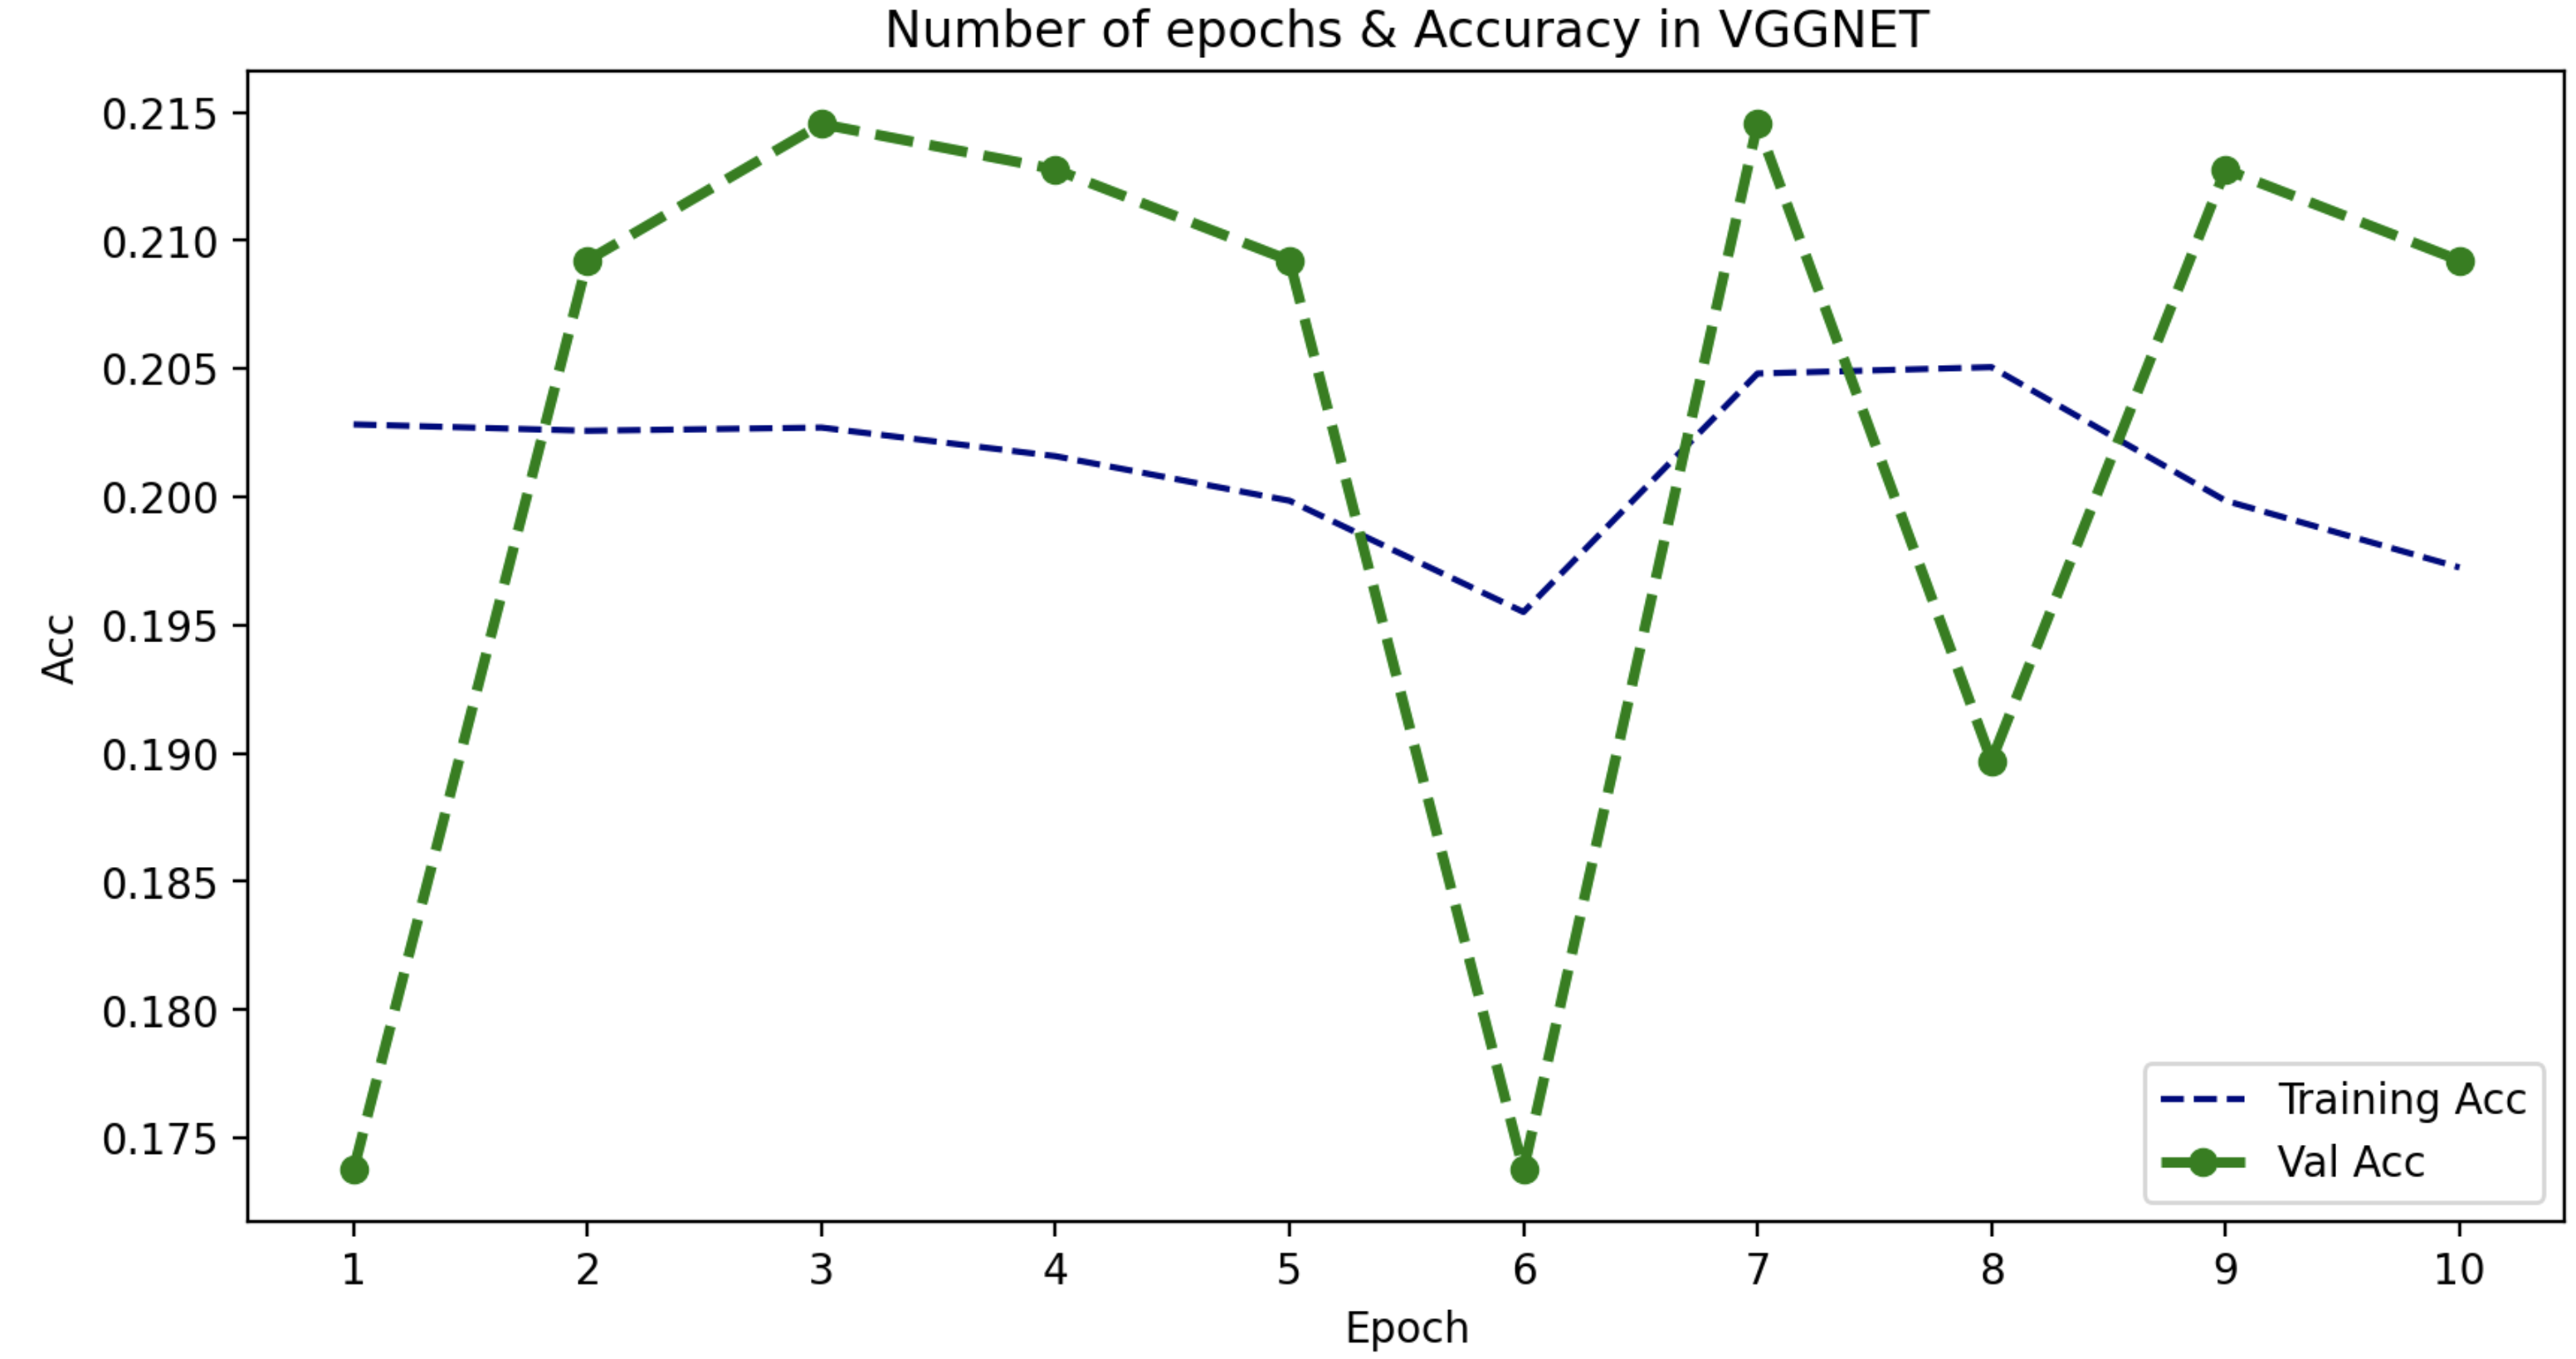 Number of epochs & Accuracy in VGGNET
0.215
0.210
0.205
0.200
0.195
0.190
0.185
0.180
0.175
Acc
1 2 3 4 5 6 7 8 9 10
Epoch
Training Acc
Val Acc